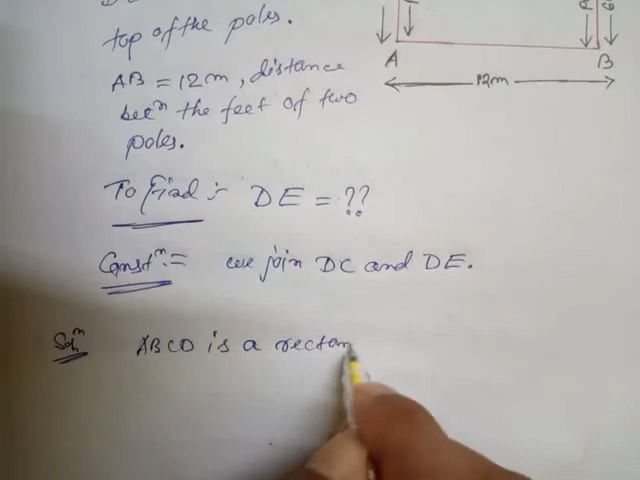 top of the poles.
AB = 12m, distance
beeⁿ the feet of two
poles.
A
B
12m
To Find :- DE = ??
Constⁿ := we join DC and DE.
Solⁿ ABCD is a rectan